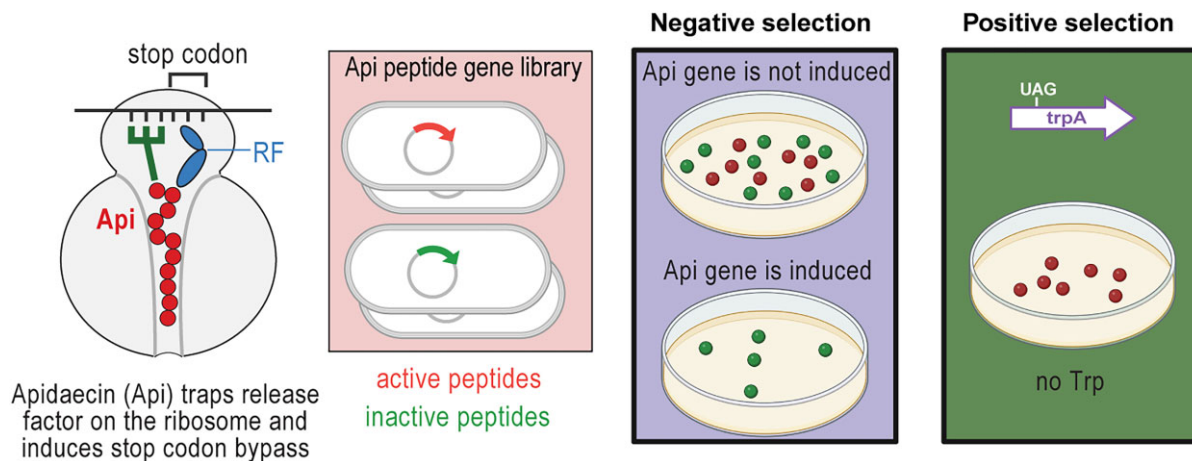 stop codon
RF
Api
Apidaecin (Api) traps release
factor on the ribosome and
induces stop codon bypass
Api peptide gene library
active peptides
inactive peptides
Negative selection
Api gene is not induced
Api gene is induced
Positive selection
UAG
trpA
no Trp